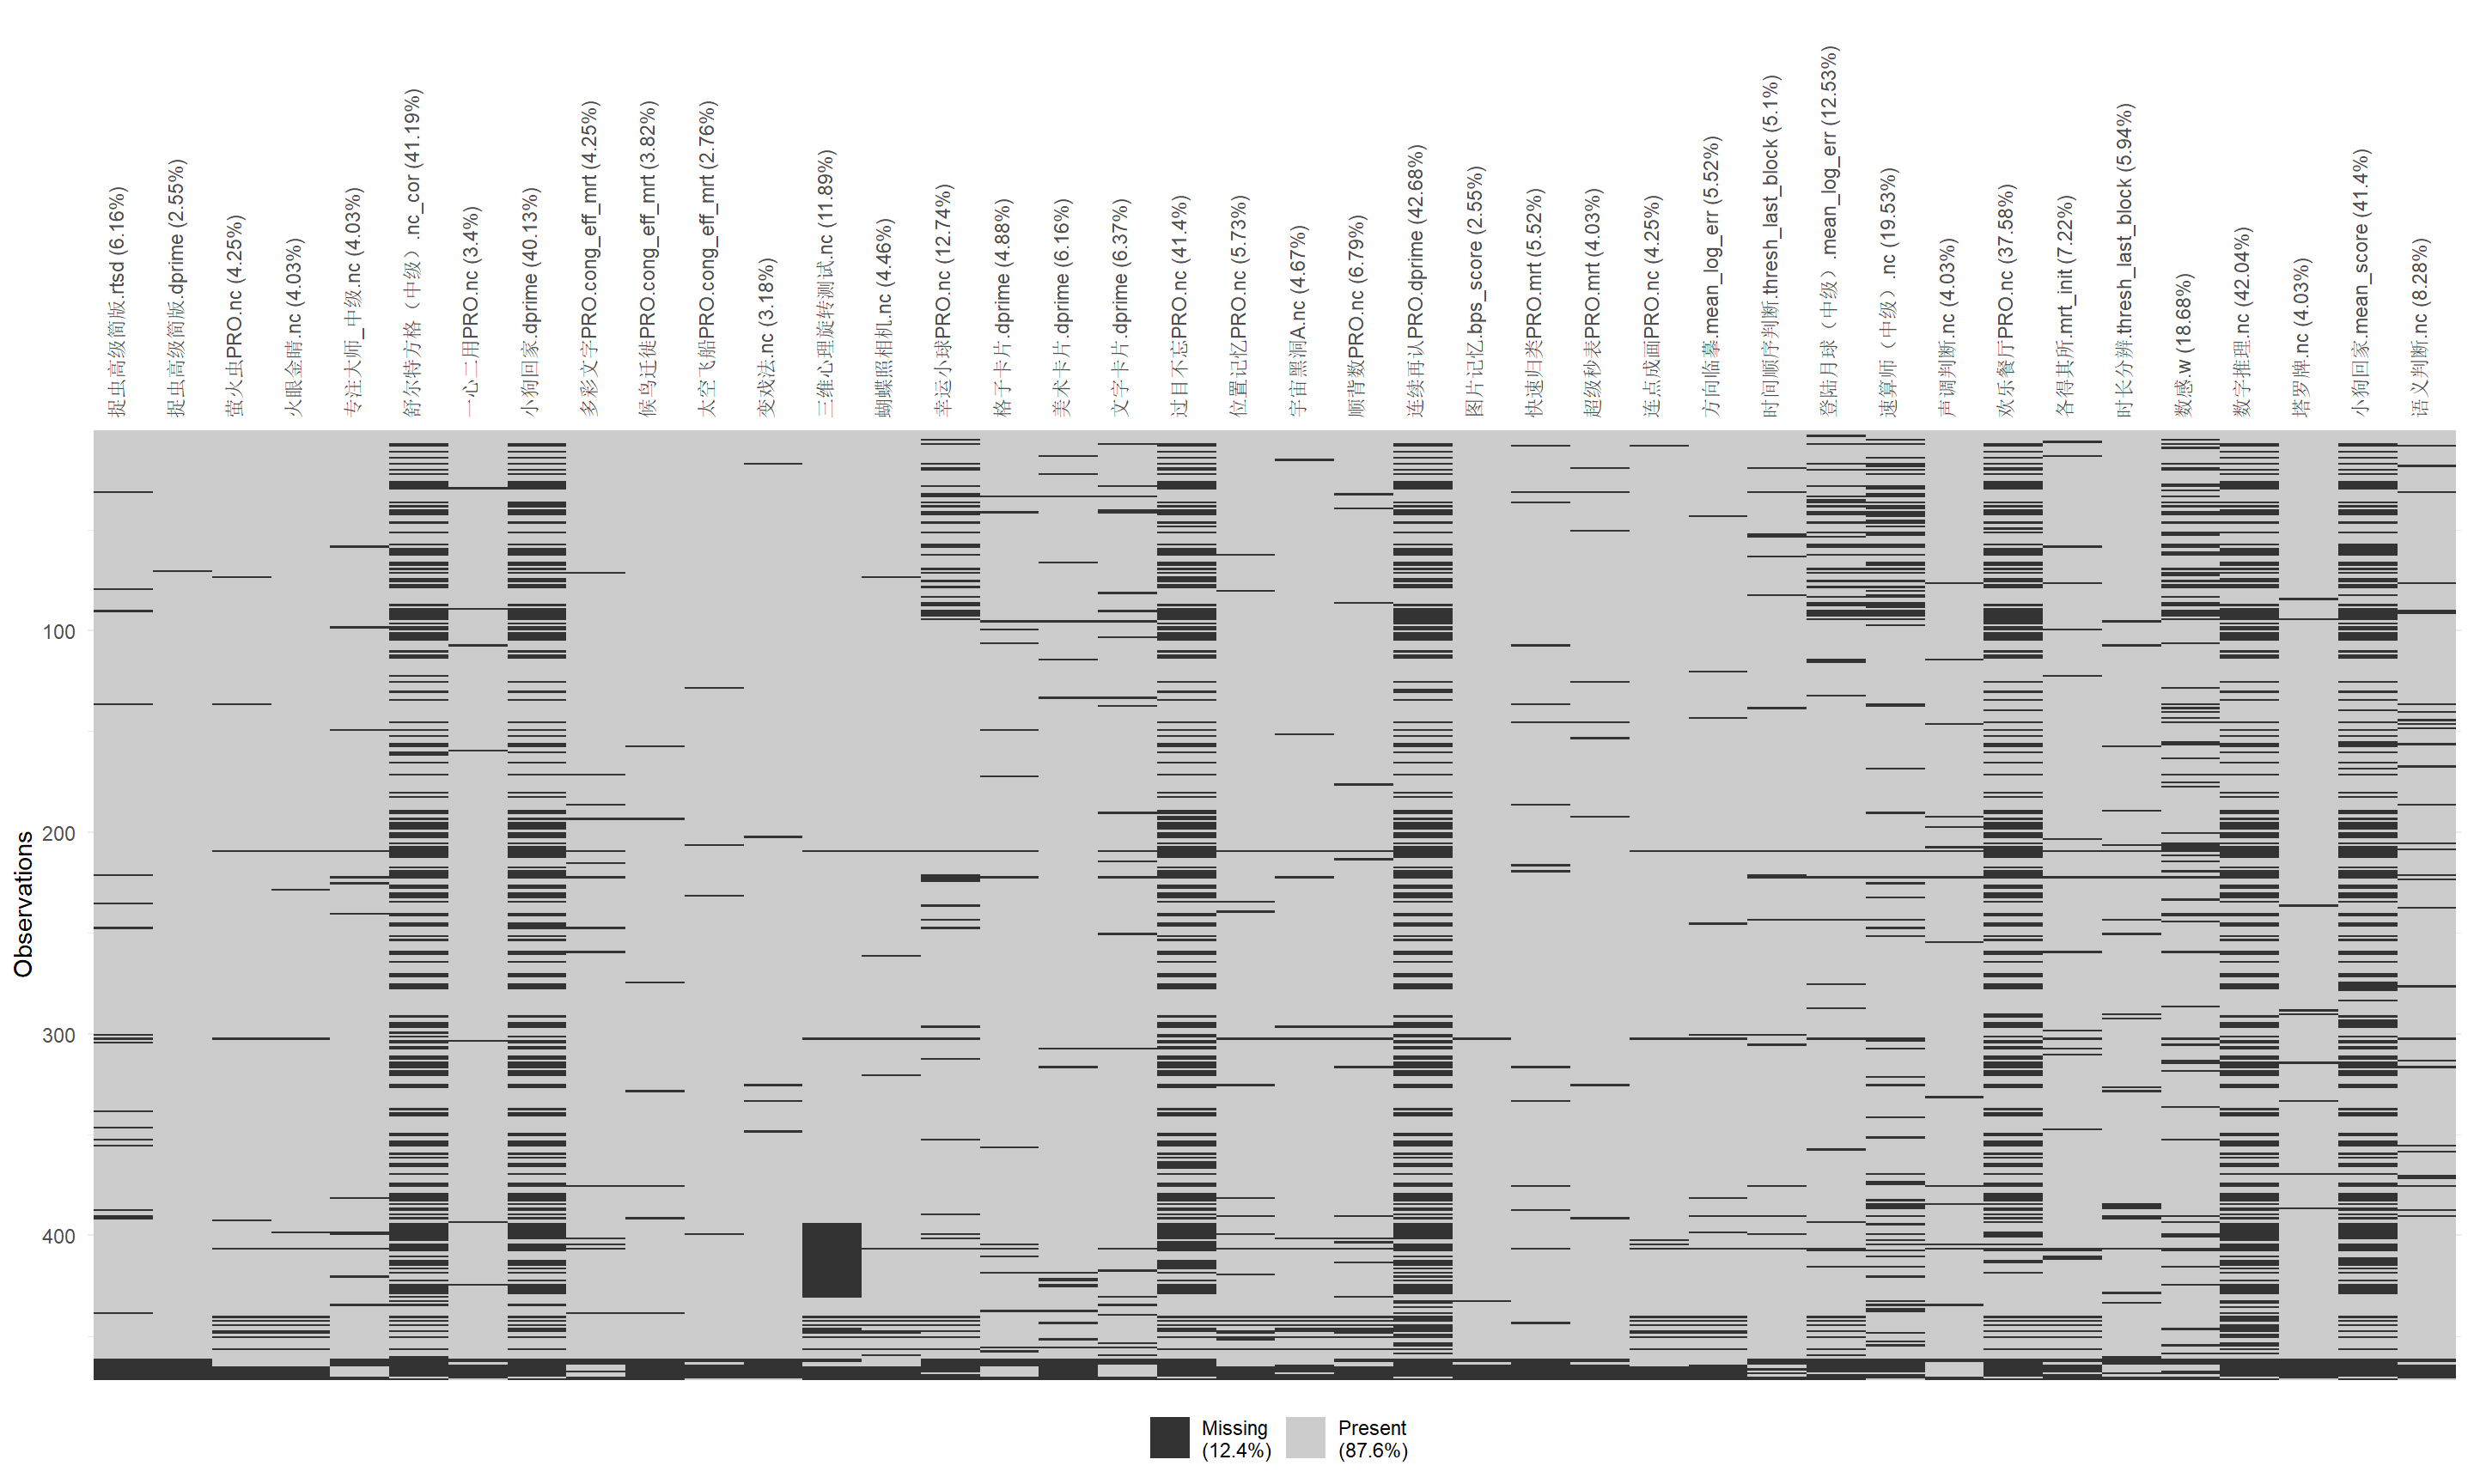 捉虫高级简版.rtsd (6.16%)
捉虫高级简版.dprime (2.55%)
萤火虫PRO.nc (4.25%)
火眼金睛.nc (4.03%)
专注大师_中级.nc (4.03%)
舒尔特方格（中级）.nc_cor (41.19%)
一心二用PRO.nc (3.4%)
小狗回家.dprime (40.13%)
多彩文字PRO.cong_eff_mrt (4.25%)
候鸟迁徙PRO.cong_eff_mrt (3.82%)
太空飞船PRO.cong_eff_mrt (2.76%)
变戏法.nc (3.18%)
三维心理旋转测试.nc (11.89%)
蝴蝶照相机.nc (4.46%)
幸运小球PRO.nc (12.74%)
格子卡片.dprime (4.88%)
美术卡片.dprime (6.16%)
文字卡片.dprime (6.37%)
过目不忘PRO.nc (41.4%)
位置记忆PRO.nc (5.73%)
宇宙黑洞A.nc (4.67%)
顺背数PRO.nc (6.79%)
连续再认PRO.dprime (42.68%)
图片记忆.bps_score (2.55%)
快速归类PRO.mrt (5.52%)
超级秒表PRO.mrt (4.03%)
连点成画PRO.nc (4.25%)
方向临摹.mean_log_err (5.52%)
时间顺序判断.thresh_last_block (5.1%)
登陆月球（中级）.mean_log_err (12.53%)
速算师（中级）.nc (19.53%)
声调判断.nc (4.03%)
欢乐餐厅PRO.nc (37.58%)
各得其所.mrt_init (7.22%)
时长分辨.thresh_last_block (5.94%)
数感.w (18.68%)
数字推理.nc (42.04%)
塔罗牌.nc (4.03%)
小狗回家.mean_score (41.4%)
语义判断.nc (8.28%)
100
200
300
400
Observations
Missing
(12.4%)
Present
(87.6%)